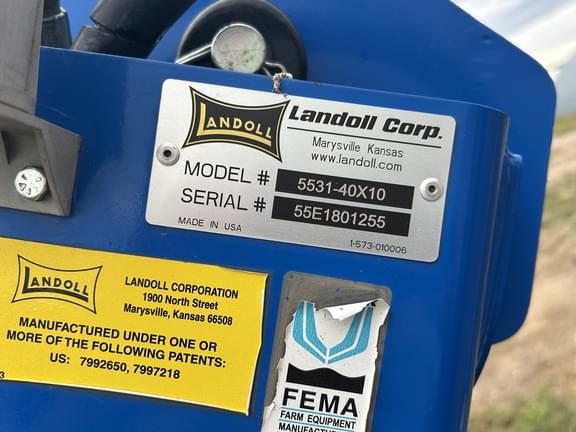 LANDOLL
Landoll Corp.
Marysville Kansas
www.landoll.com
MODEL # 5531-40X10
SERIAL # 55E1801255
MADE IN USA
1-573-010006
LANDOLL
LANDOLL CORPORATION
1900 North Street
Marysville, Kansas 66508
MANUFACTURED UNDER ONE OR
MORE OF THE FOLLOWING PATENTS:
US: 7992650, 7997218
3
FEMA
FARM EQUIPMENT